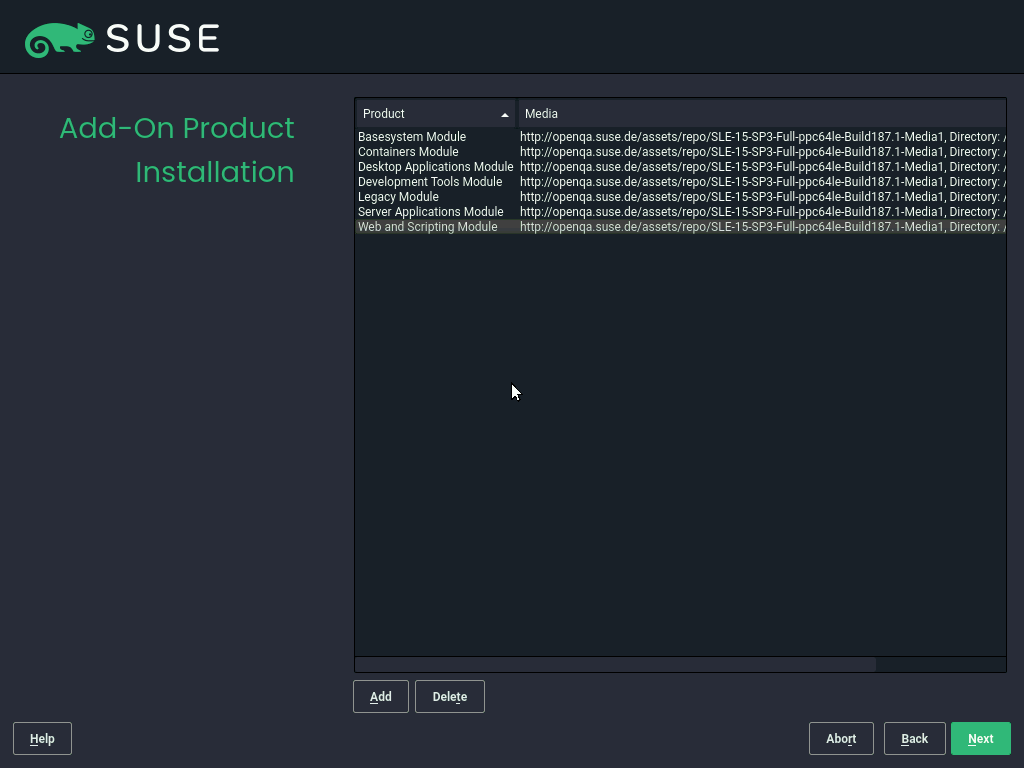 SUSE
Add-On Product
Installation
Product Media
Basesystem Module http://openqa.suse.de/assets/repo/SLE-15-SP3-Full-ppc64le-Build187.1-Media1, Directory: /
Containers Module http://openqa.suse.de/assets/repo/SLE-15-SP3-Full-ppc64le-Build187.1-Media1, Directory: /
Desktop Applications Module http://openqa.suse.de/assets/repo/SLE-15-SP3-Full-ppc64le-Build187.1-Media1, Directory: /
Development Tools Module http://openqa.suse.de/assets/repo/SLE-15-SP3-Full-ppc64le-Build187.1-Media1, Directory: /
Legacy Module http://openqa.suse.de/assets/repo/SLE-15-SP3-Full-ppc64le-Build187.1-Media1, Directory: /
Server Applications Module http://openqa.suse.de/assets/repo/SLE-15-SP3-Full-ppc64le-Build187.1-Media1, Directory: /
Web and Scripting Module http://openqa.suse.de/assets/repo/SLE-15-SP3-Full-ppc64le-Build187.1-Media1, Directory: /
Add Delete
Help Abort Back Next